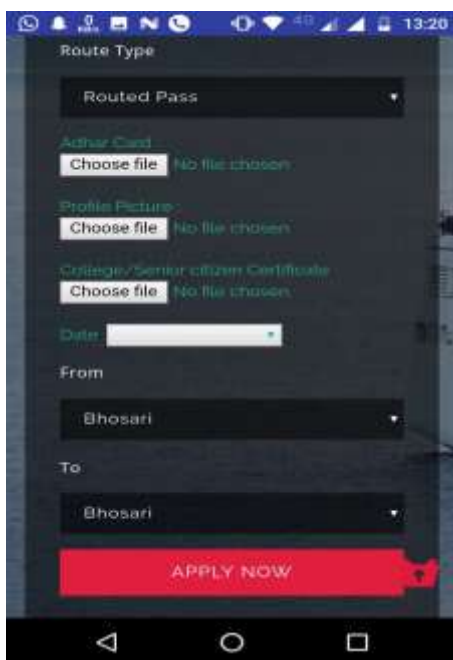 4G 13:20
Route Type
Routed Pass
Adhar Card
Choose file No file chosen
Profile Picture
Choose file No file chosen
College/Senior citizen Certificate
Choose file No file chosen
Date
From
Bhosari
To
Bhosari
APPLY NOW